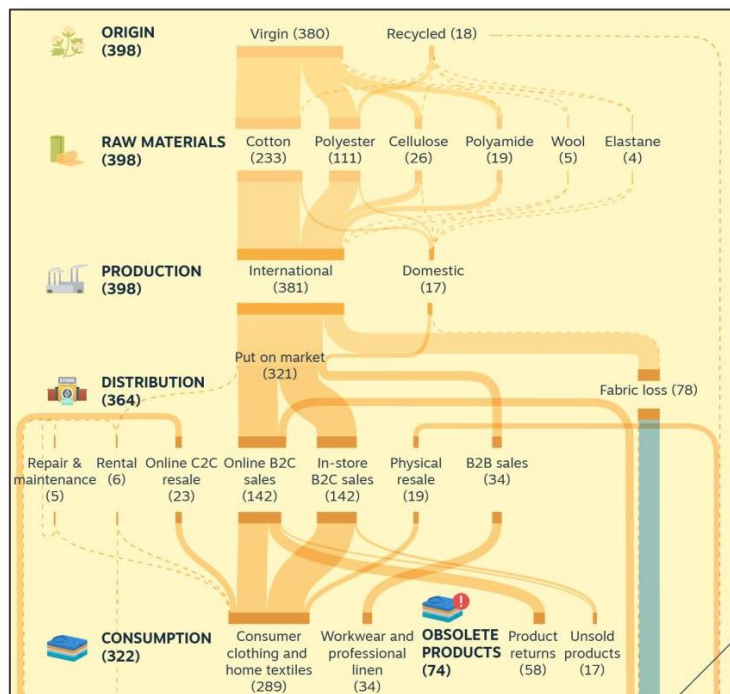 ORIGIN
(398)
Virgin (380)
Recycled (18)
RAW MATERIALS
(398)
Cotton
(233)
Polyester
(111)
Cellulose
(26)
Polyamide
(19)
Wool
(5)
Elastane
(4)
PRODUCTION
(398)
International
(381)
Domestic
(17)
Put on market
(321)
DISTRIBUTION
(364)
Fabric loss (78)
STORE
Repair &
maintenance
(5)
Rental
(6)
Online C2C
resale
(23)
Online B2C
sales
(142)
In-store
B2C sales
(142)
Physical
resale
(19)
B2B sales
(34)
CONSUMPTION
(322)
Consumer
clothing and
home textiles
(289)
Workwear and
professional
linen
(34)
!
OBSOLETE
PRODUCTS
(74)
Product
returns
(58)
Unsold
products
(17)